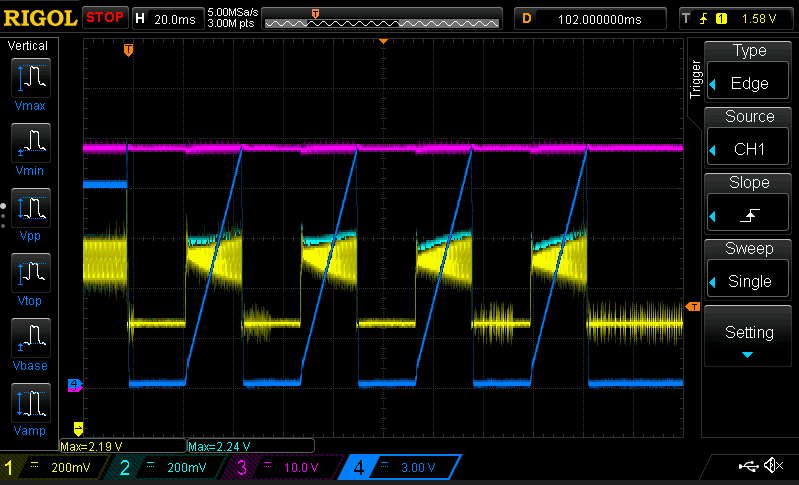 RIGOL STOP H 20.0ms 5.00MSa/s 3.00M pts T D 102.000000ms T 1 1.58 V
Vertical
Vmax
Vmin
Vpp
Vtop
Vbase
Vamp
T
T
4
Max=2.19 V Max=2.24 V
1 200mV 2 200mV 3 10.0 V 4 3.00 V
Trigger
Type
Edge
Source
CH1
Slope
Sweep
Single
Setting